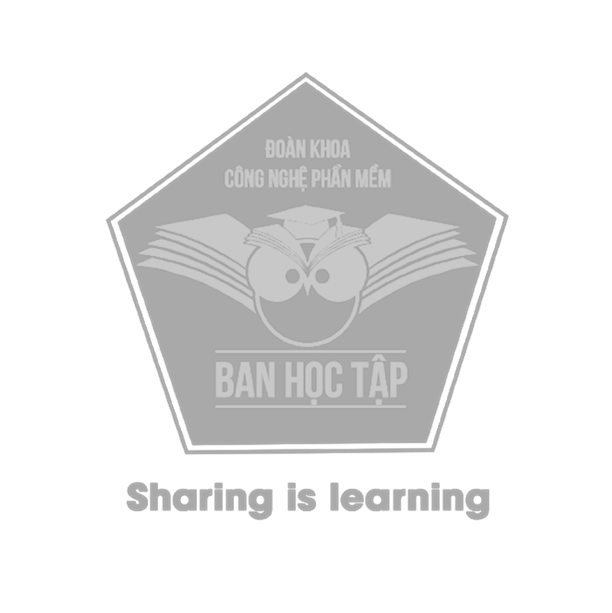 ĐOÀN KHOA
CÔNG NGHỆ PHẦN MỀM
BAN HỌC TẬP
Sharing is learning